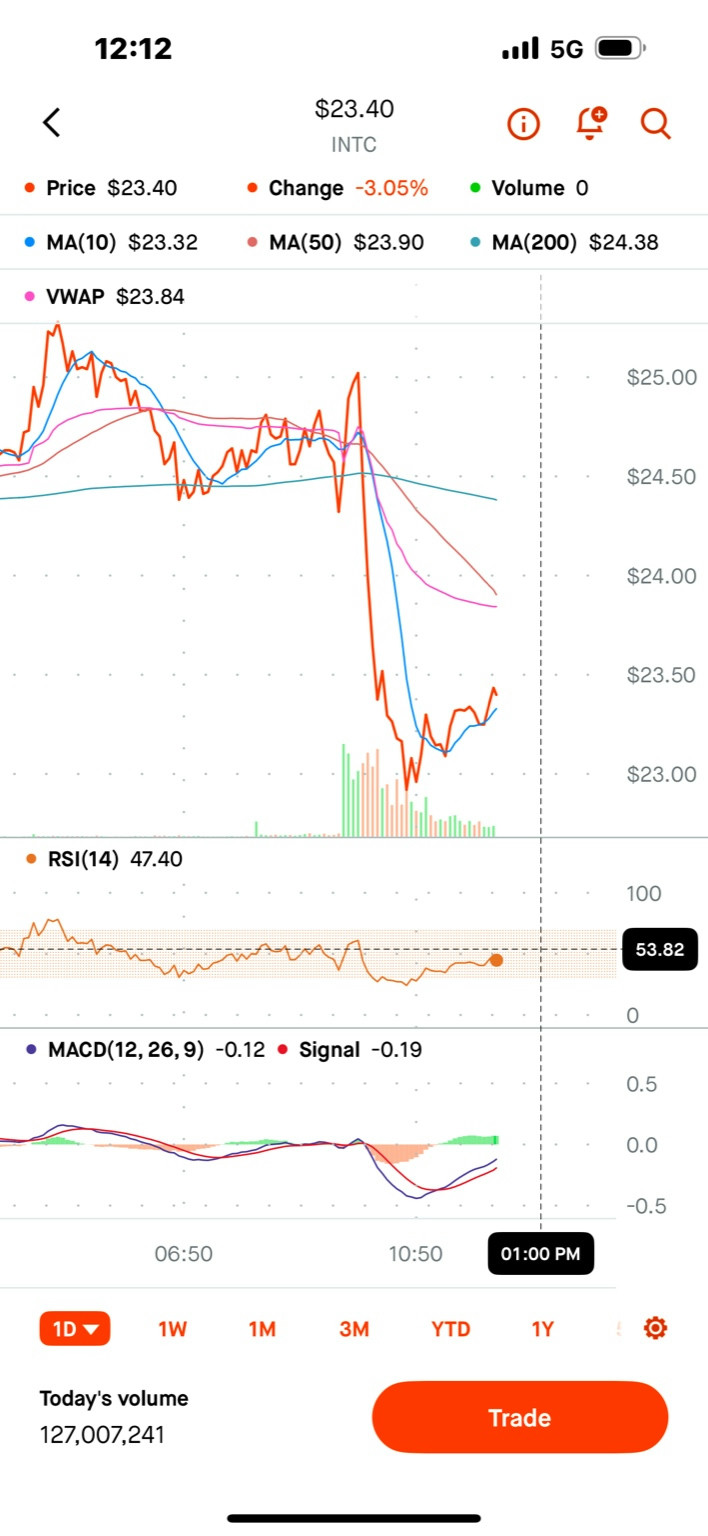 12:12 5G
$23.40
INTC
Price $23.40 Change -3.05% Volume 0
MA(10) $23.32 MA(50) $23.90 MA(200) $24.38
VWAP $23.84
$25.00
$24.50
$24.00
$23.50
$23.00
RSI(14) 47.40
100
53.82
0
MACD(12, 26, 9) -0.12 Signal -0.19
0.5
0.0
-0.5
06:50 10:50 01:00 PM
1D 1W 1M 3M YTD 1Y
Today's volume
127,007,241
Trade